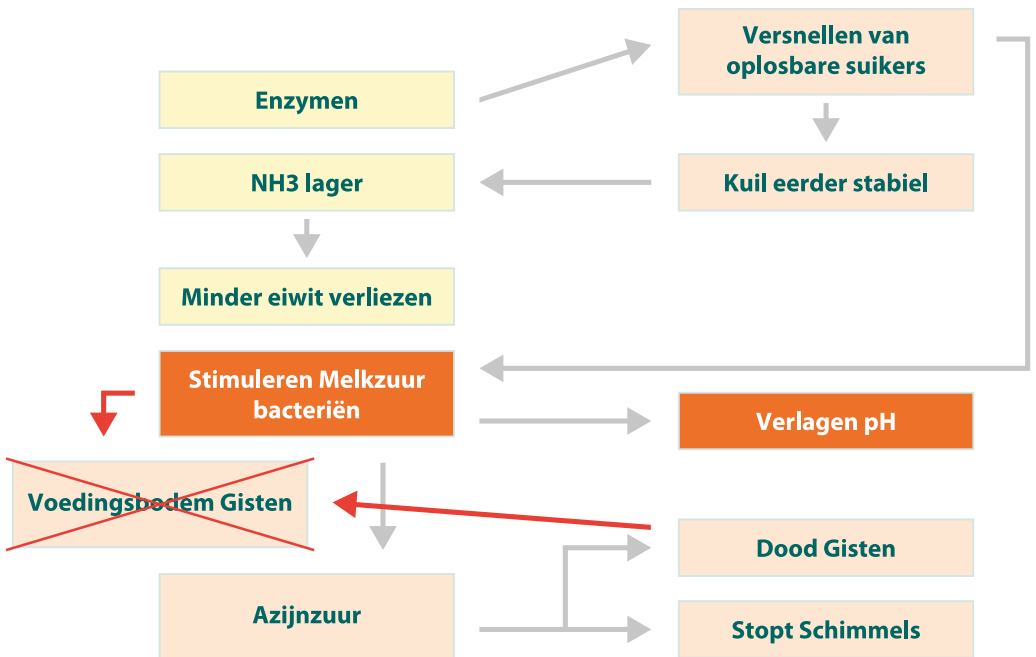 Versnellen van
oplosbare suikers
Enzymen
NH3 lager
Kuil eerder stabiel
Minder eiwit verliezen
Stimuleren Melkzuur
bacteriën
Verlagen pH
Voedingsbodem Gisten
Dood Gisten
Azijnzuur
Stopt Schimmels